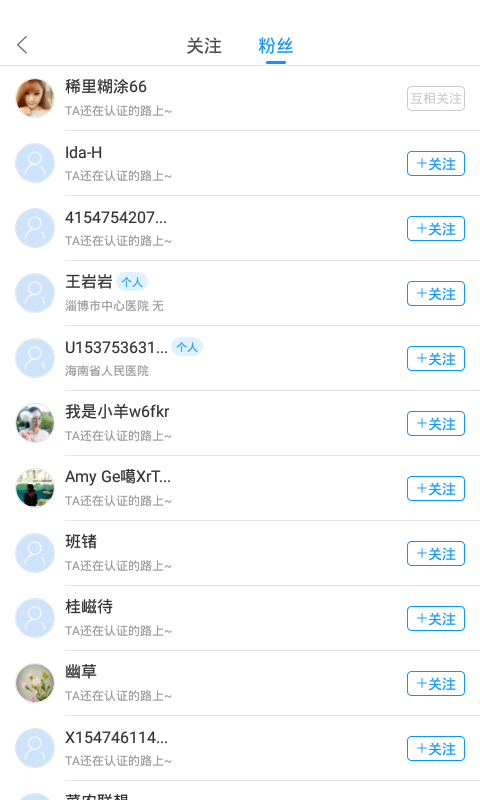 关注 粉丝
稀里糊涂66
TA还在认证的路上~
互相关注
Ida-H
TA还在认证的路上~
+关注
4154754207...
TA还在认证的路上~
+关注
王岩岩 个人
淄博市中心医院 无
+关注
U153753631... 个人
海南省人民医院
+关注
我是小羊w6fkr
TA还在认证的路上~
+关注
Amy Ge噶XrT...
TA还在认证的路上~
+关注
班锗
TA还在认证的路上~
+关注
桂嵫待
TA还在认证的路上~
+关注
幽草
TA还在认证的路上~
+关注
X154746114...
TA还在认证的路上~
+关注